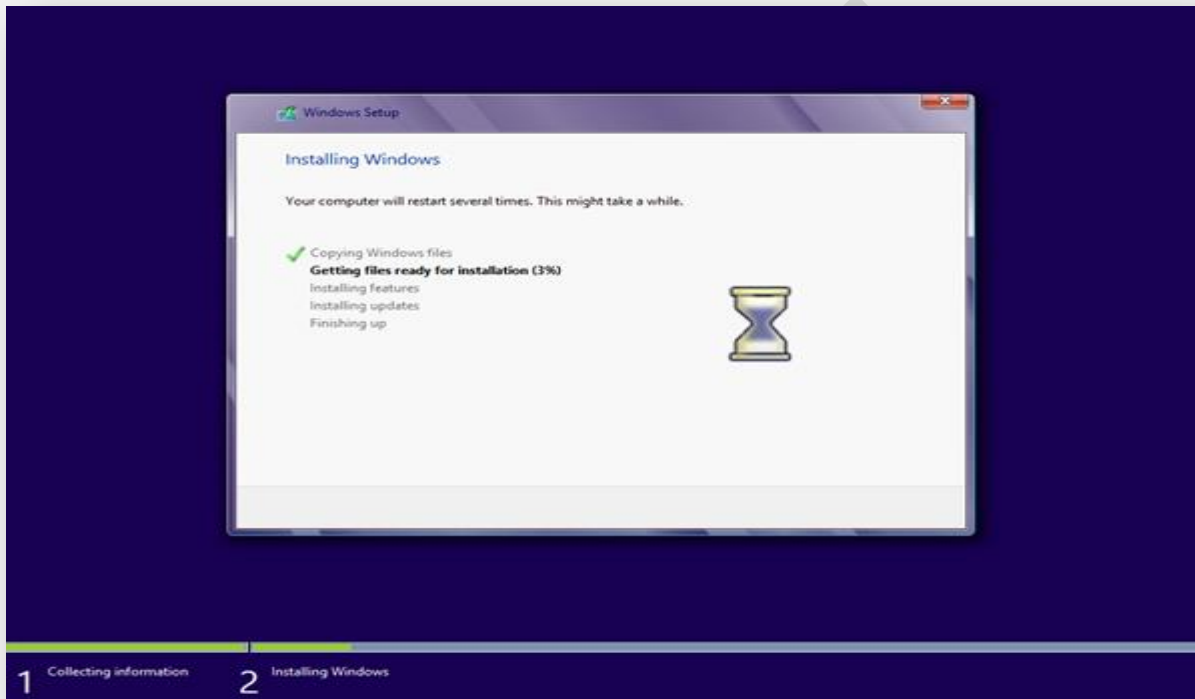 Windows Setup
Installing Windows
Your computer will restart several times. This might take a while.
Copying Windows files
Getting files ready for installation (3%)
Installing features
Installing updates
Finishing up
1 Collecting information 2 Installing Windows